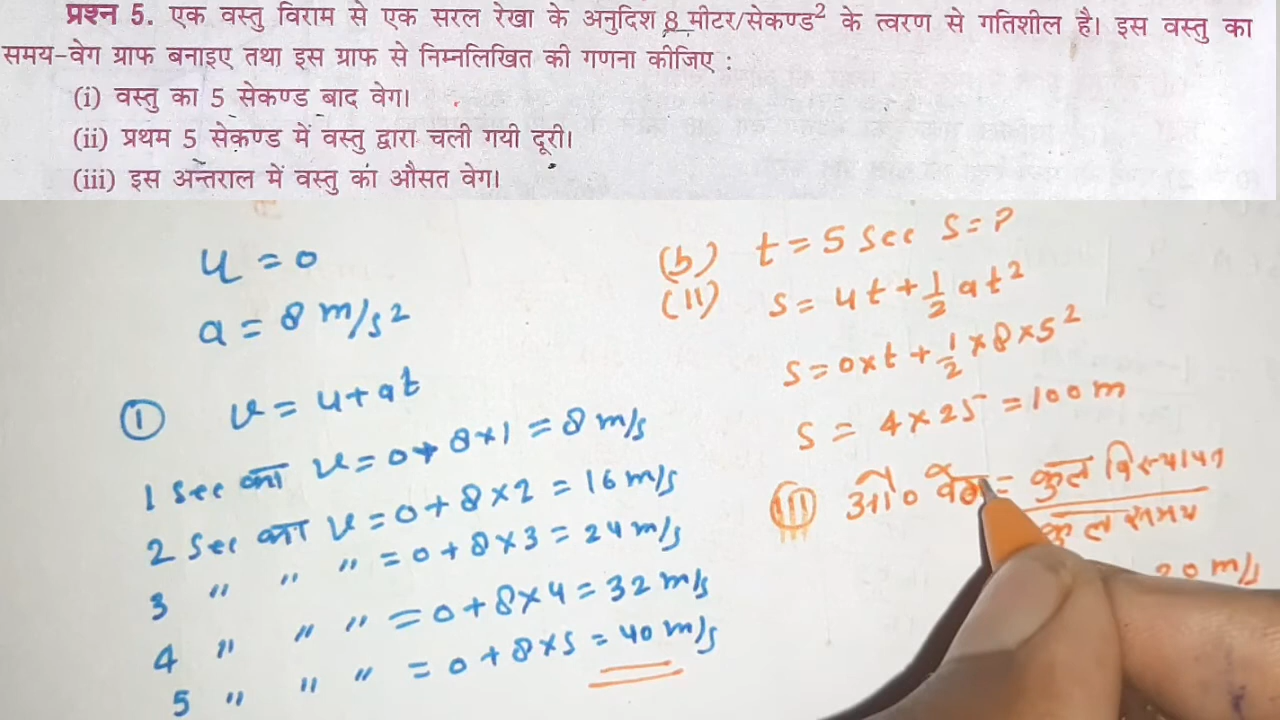 प्रश्न 5. एक वस्तु विराम से एक सरल रेखा के अनुदिश 8 मीटर/सेकण्ड² के त्वरण से गतिशील है। इस वस्तु का
समय-वेग ग्राफ बनाइए तथा इस ग्राफ से निम्नलिखित की गणना कीजिए :
(i) वस्तु का 5 सेकण्ड बाद वेग।
(ii) प्रथम 5 सेकण्ड में वस्तु द्वारा चली गयी दूरी।
(iii) इस अन्तराल में वस्तु का औसत वेग।
u = 0
a = 8 m/s2
① v = u+at
1 Sec का v = 0+ 8×1 = 8 m/s
2 Sec का v = 0 + 8×2 = 16 m/s
3 " " " = 0 + 8×3 = 24 m/s
4 " " " = 0 + 8×4 = 32 m/s
5 " " " = 0 + 8×5 = 40 m/s
(b) t = 5 Sec S = ?
(II) S = ut + 1/2 at²
S = 0×t + 1/2 ×8×5²
S = 4×25 = 100 m
(III) औ० वेग = कुल विस्थापन
कुल समय
20 m/s